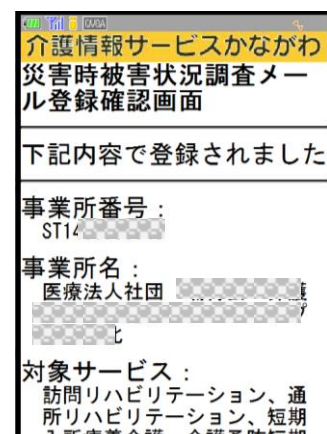 介護情報サービスかながわ
災害時被害状況調査メー
ル登録確認画面
下記内容で登録されました
事業所番号：
ST14
事業所名：
医療法人社団
対象サービス：
訪問リハビリテーション、通
所リハビリテーション、短期